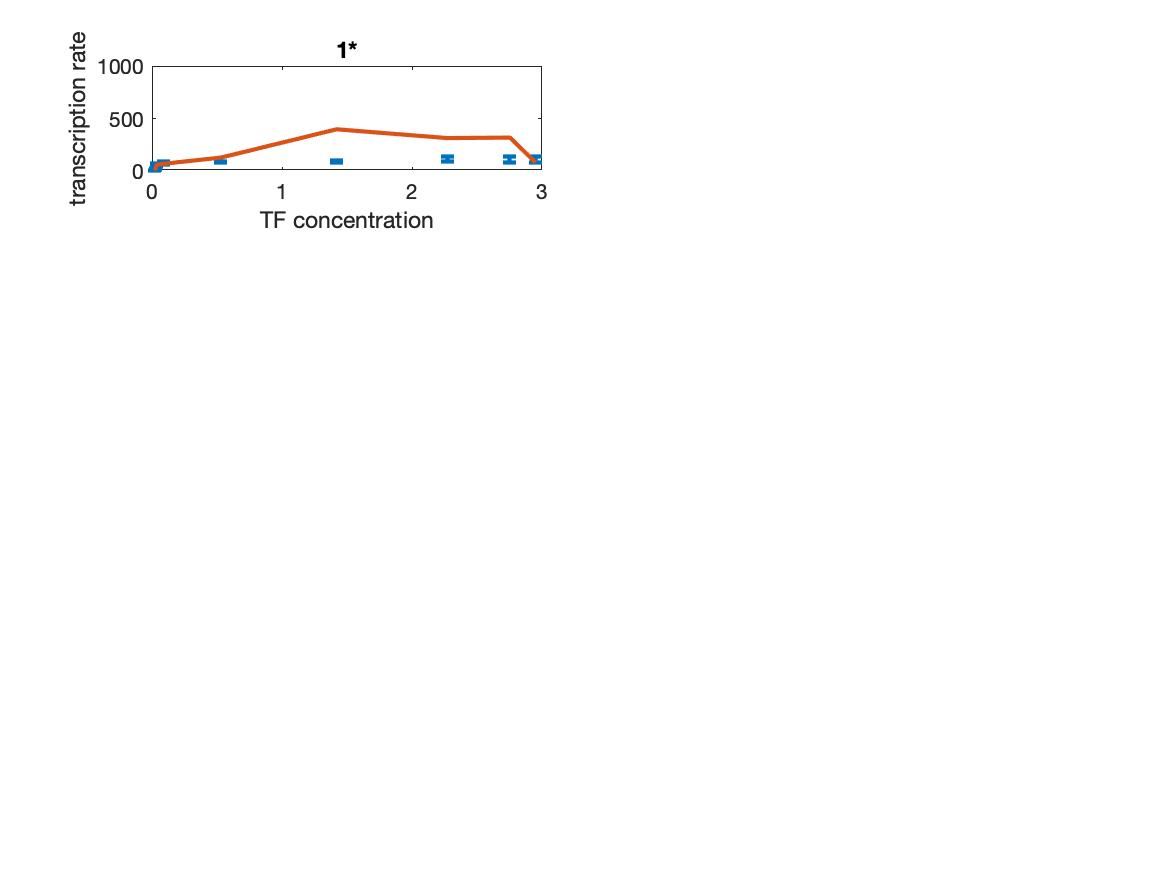 1*
transcription rate
1000
500
0
0 1 2 3
TF concentration